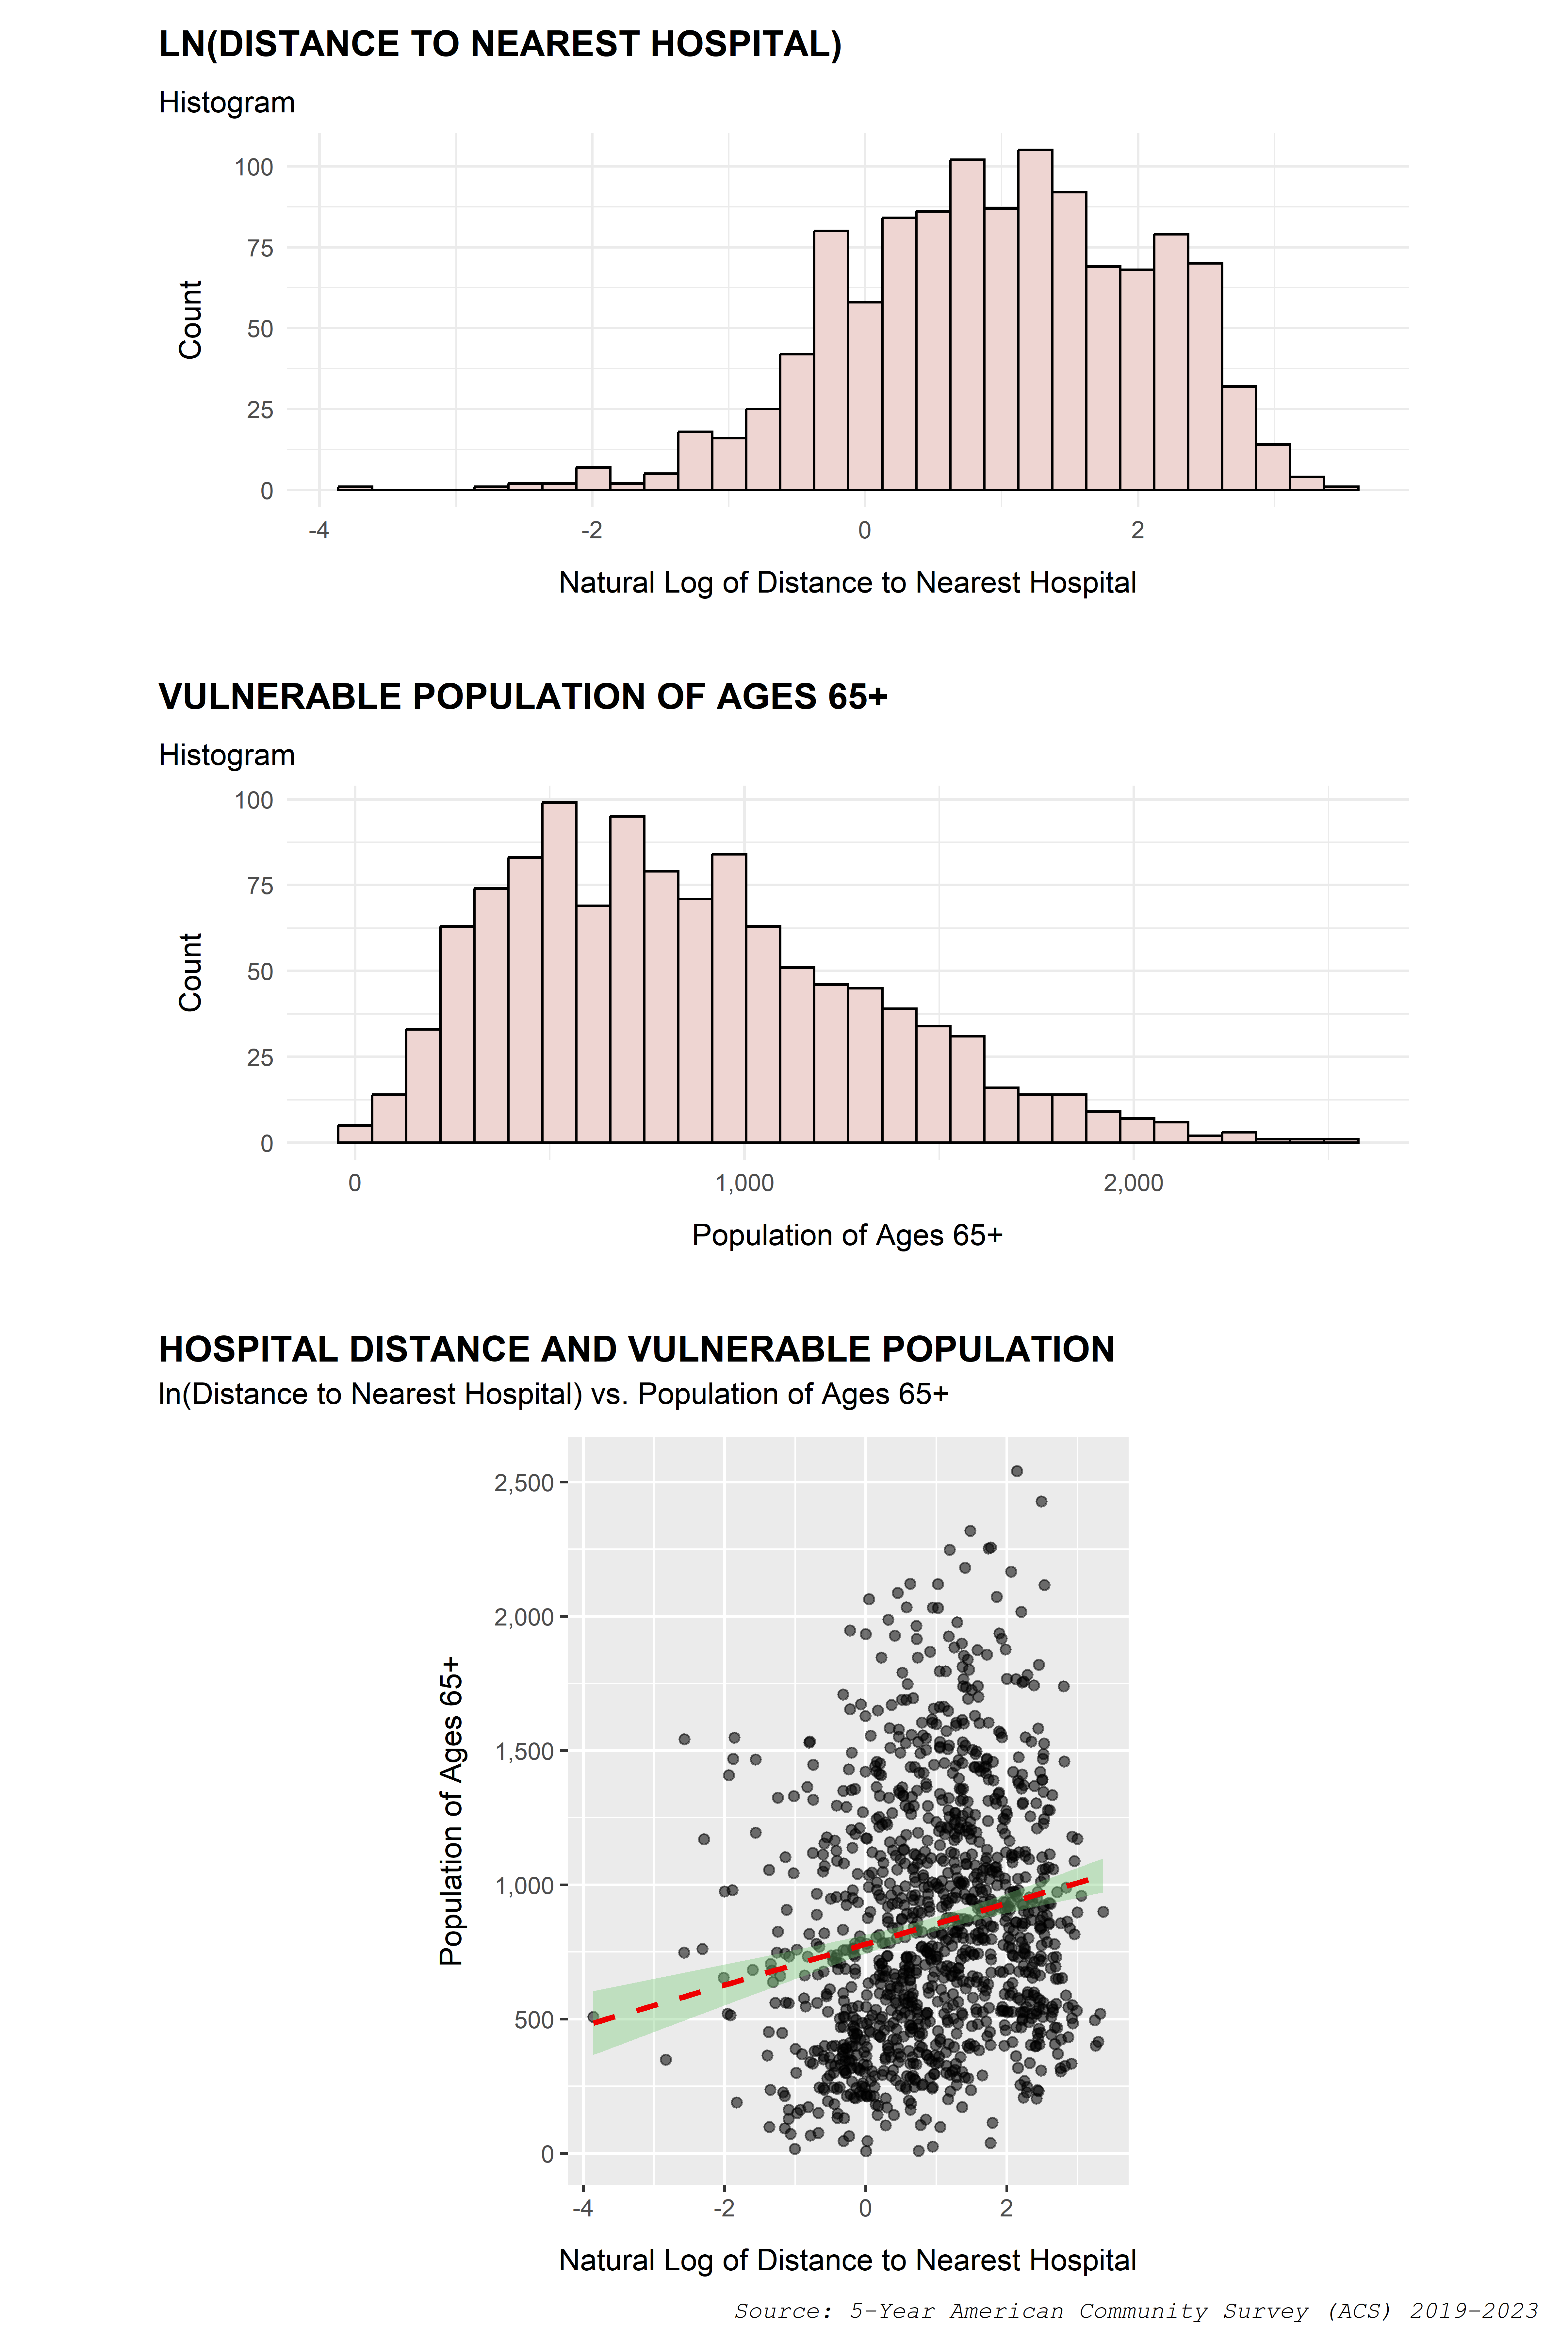 LN(DISTANCE TO NEAREST HOSPITAL)
Histogram
100
75
50
25
0
Count
-4
-2
0
2
Natural Log of Distance to Nearest Hospital
VULNERABLE POPULATION OF AGES 65+
Histogram
100
75
50
25
0
Count
0
1,000
2,000
Population of Ages 65+
HOSPITAL DISTANCE AND VULNERABLE POPULATION
ln(Distance to Nearest Hospital) vs. Population of Ages 65+
2,500
2,000
1,500
1,000
500
0
Population of Ages 65+
-4
-2
0
2
Natural Log of Distance to Nearest Hospital
Source: 5-Year American Community Survey (ACS) 2019-2023